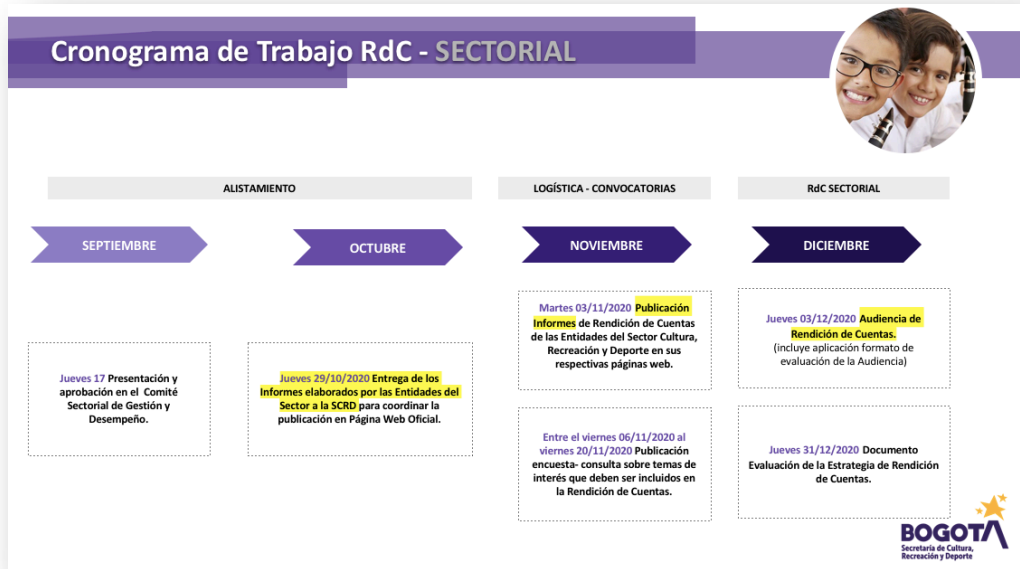 Cronograma de Trabajo RdC - SECTORIAL
ALISTAMIENTO
LOGÍSTICA - CONVOCATORIAS
RdC SECTORIAL
SEPTIEMBRE
OCTUBRE
NOVIEMBRE
DICIEMBRE
Jueves 17 Presentación y
aprobación en el Comité
Sectorial de Gestión y
Desempeño.
Jueves 29/10/2020 Entrega de los
Informes elaborados por las Entidades del
Sector a la SCRD para coordinar la
publicación en Página Web Oficial.
Martes 03/11/2020 Publicación
Informes de Rendición de Cuentas
de las Entidades del Sector Cultura,
Recreación y Deporte en sus
respectivas páginas web.
Entre el viernes 06/11/2020 al
viernes 20/11/2020 Publicación
encuesta- consulta sobre temas de
interés que deben ser incluidos en
la Rendición de Cuentas.
Jueves 03/12/2020 Audiencia de
Rendición de Cuentas.
(incluye aplicación formato de
evaluación de la Audiencia)
Jueves 31/12/2020 Documento
Evaluación de la Estrategia de Rendición
de Cuentas.
BOGOTA
Secretaría de Cultura,
Recreación y Deporte